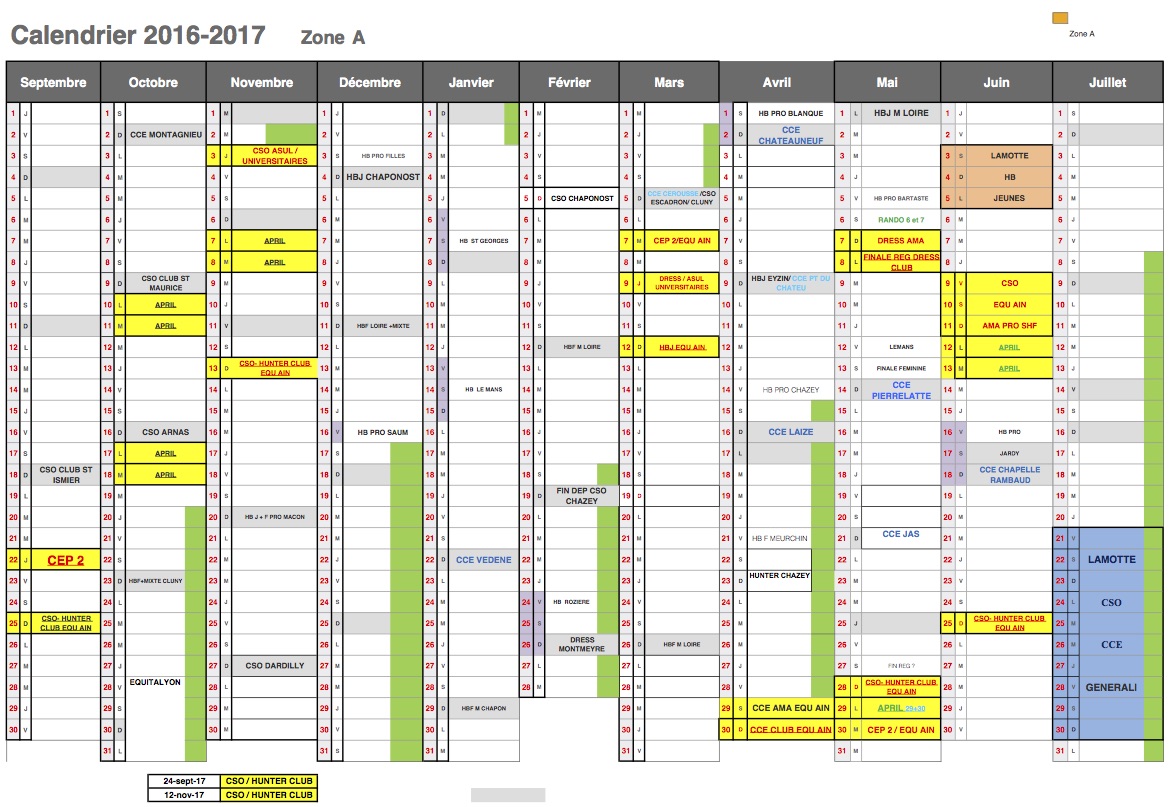 Calendrier 2016-2017 Zone A
Zone A
Septembre Octobre Novembre Décembre Janvier Février Mars Avril Mai Juin Juillet
1 J 1 S 1 M 1 J 1 D 1 M 1 M 1 S HB PRO BLANQUE 1 L HBJ M LOIRE 1 J 1 S
2 V 2 D CCE MONTAGNIEU 2 M 2 V 2 L 2 J 2 J 2 D CCE CHATEAUNEUF 2 M 2 V 2 D
3 S 3 L 3 J CSO ASUL / UNIVERSITAIRES 3 S HB PRO FILLES 3 M 3 V 3 V 3 L 3 M 3 S LAMOTTE 3 L
4 D 4 M 4 V 4 D HBJ CHAPONOST 4 M 4 S 4 S 4 M 4 J 4 D HB 4 M
5 L 5 M 5 S 5 L 5 J 5 D CSO CHAPONOST 5 D CCE CEROUSSE /CSO ESCADRON/ CLUNY 5 M 5 V HB PRO BARTASTE 5 L JEUNES 5 M
6 M 6 J 6 D 6 M 6 V 6 L 6 L 6 J 6 S RANDO 6 et 7 6 M 6 J
7 M 7 V 7 L APRIL 7 M 7 S HB ST GEORGES 7 M 7 M CEP 2/EQU AIN 7 V 7 D DRESS AMA 7 M 7 V
8 J 8 S 8 M APRIL 8 J 8 D 8 M 8 M 8 S 8 L FINALE REG DRESS CLUB 8 J 8 S
9 V 9 D CSO CLUB ST MAURICE 9 M 9 V 9 L 9 J 9 J DRESS / ASUL UNIVERSITAIRES 9 D HBJ EYZIN/ CCE PT DU CHATEU 9 M 9 V CSO 9 D
10 S 10 L APRIL 10 J 10 S 10 M 10 V 10 V 10 L 10 M 10 S EQU AIN 10 L
11 D 11 M APRIL 11 V 11 D HBF LOIRE +MIXTE 11 M 11 S 11 S 11 M 11 J 11 D AMA PRO SHF 11 M
12 L 12 M 12 S 12 L 12 J 12 D HBF M LOIRE 12 D HBJ EQU AIN 12 M 12 V LEMANS 12 L APRIL 12 M
13 M 13 J 13 D CSO- HUNTER CLUB EQU AIN 13 M 13 V 13 L 13 L 13 J 13 S FINALE FEMININE 13 M APRIL 13 J
14 M 14 V 14 L 14 M 14 S HB LE MANS 14 M 14 M 14 V HB PRO CHAZEY 14 D CCE PIERRELATTE 14 M 14 V
15 J 15 S 15 M 15 J 15 D 15 M 15 M 15 S 15 L 15 J 15 S
16 V 16 D CSO ARNAS 16 M 16 V HB PRO SAUM 16 L 16 J 16 J 16 D CCE LAIZE 16 M 16 V HB PRO 16 D
17 S 17 L APRIL 17 J 17 S 17 M 17 V 17 V 17 L 17 M 17 S JARDY 17 L
18 D CSO CLUB ST ISMIER 18 M APRIL 18 V 18 D 18 M 18 S 18 S 18 M 18 J 18 D CCE CHAPELLE RAMBAUD 18 M
19 L 19 M 19 S 19 L 19 J 19 D FIN DEP CSO CHAZEY 19 D 19 M 19 V 19 L 19 M
20 M 20 J 20 D HB J + F PRO MACON 20 M 20 V 20 L 20 L 20 J 20 S 20 M 20 J
21 M 21 V 21 L 21 M 21 S 21 M 21 M 21 V HB F MEURCHIN 21 D CCE JAS 21 M 21 V
22 J CEP 2 22 S 22 M 22 J 22 D CCE VEDENE 22 M 22 M 22 S 22 L 22 J 22 S LAMOTTE
23 V 23 D HBF+MIXTE CLUNY 23 M 23 V 23 L 23 J 23 J 23 D HUNTER CHAZEY 23 M 23 V 23 D
24 S 24 L 24 J 24 S 24 M 24 V HB ROZIERE 24 V 24 L 24 M 24 S 24 L CSO
25 D CSO- HUNTER CLUB EQU AIN 25 M 25 V 25 D 25 M 25 S 25 S 25 M 25 J 25 D CSO- HUNTER CLUB EQU AIN 25 M
26 L 26 M 26 S 26 L 26 J 26 D DRESS MONTMEYRE 26 D HBF M LOIRE 26 M 26 V 26 L 26 M CCE
27 M 27 J 27 D CSO DARDILLY 27 M 27 V 27 L 27 L 27 J 27 S FIN REG ? 27 M 27 J
28 M 28 V EQUITALYON 28 L 28 M 28 S 28 M 28 M 28 V 28 D CSO- HUNTER CLUB EQU AIN 28 M 28 V GENERALI
29 J 29 S 29 M 29 J 29 D HBF M CHAPON 29 M 29 S CCE AMA EQU AIN 29 L APRIL 29+30 29 J 29 S
30 V 30 D 30 M 30 V 30 L 30 J 30 D CCE CLUB EQU AIN 30 M CEP 2 / EQU AIN 30 V 30 D
31 L 31 S 31 M 31 V 31 M 31 L
24-sept-17 CSO / HUNTER CLUB
12-nov-17 CSO / HUNTER CLUB